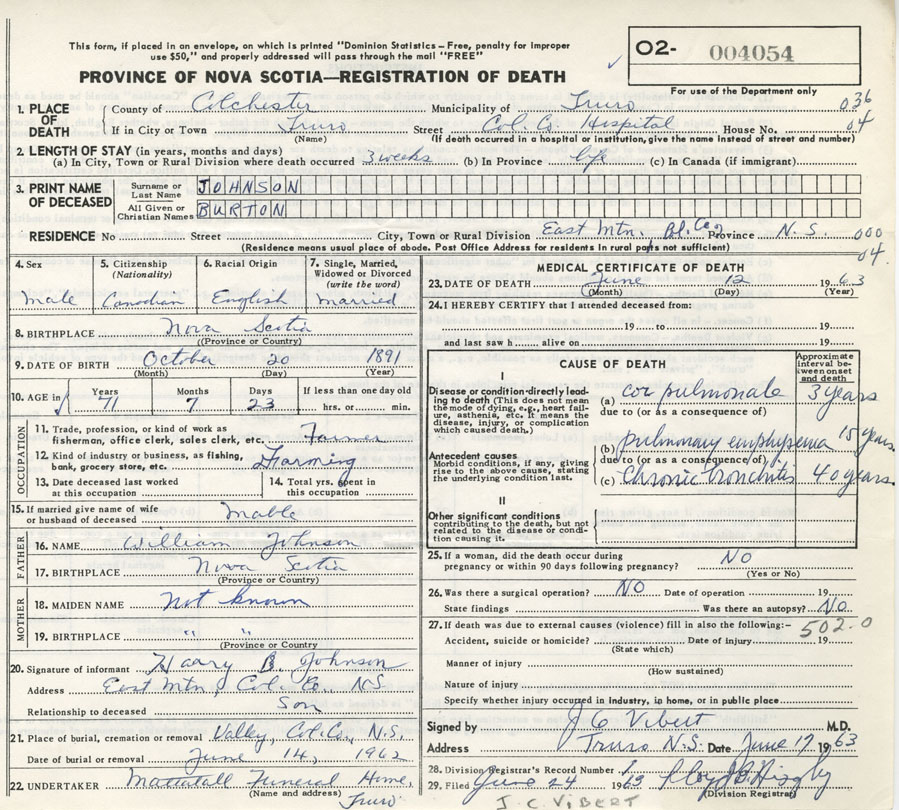 This form, if placed in an envelope, on which is printed "Dominion Statistics – Free, penalty for improper
use $50," and properly addressed will pass through the mail "FREE"
O2- 004054
For use of the Department only
PROVINCE OF NOVA SCOTIA—REGISTRATION OF DEATH
1. PLACE OF DEATH County of Colchester Municipality of Truro 036
If in City or Town Truro Street Col. Co. Hospital House No. 04
(Name) (If death occurred in a hospital or institution, give the name instead of street and number)
2. LENGTH OF STAY (in years, months and days)
(a) In City, Town or Rural Division where death occurred 3 weeks (b) In Province life (c) In Canada (if immigrant)
3. PRINT NAME OF DECEASED Surname or Last Name JOHNSON
All Given or Christian Names BURTON
RESIDENCE No Street City, Town or Rural Division East Mtn. Col. Co. Province N. S. 000
(Residence means usual place of abode. Post Office Address for residents in rural parts not sufficient) 04.
4. Sex 5. Citizenship (Nationality) 6. Racial Origin 7. Single, Married, Widowed or Divorced (write the word)
male Canadian English married
8. BIRTHPLACE Nova Scotia
(Province or Country)
9. DATE OF BIRTH October 20 1891
(Month) (Day) (Year)
10. AGE in Years Months Days If less than one day old
71 7 23 hrs. or min.
OCCUPATION
11. Trade, profession, or kind of work as
fisherman, office clerk, sales clerk, etc. Farmer
12. Kind of industry or business, as fishing,
bank, grocery store, etc. Farming
13. Date deceased last worked
at this occupation
14. Total yrs. spent in
this occupation
15. If married give name of wife
or husband of deceased Mable
FATHER
16. NAME William Johnson
17. BIRTHPLACE Nova Scotia
(Province or Country)
MOTHER
18. MAIDEN NAME Not known
19. BIRTHPLACE " "
(Province or Country)
20. Signature of informant Harry B. Johnson
Address East Mtn, Col. Co., NS
Relationship to deceased Son
21. Place of burial, cremation or removal Valley, Col. Co., N.S.
Date of burial or removal June 14, 1963
22. UNDERTAKER Mattatall Funeral Home,
(Name and address) Truro
MEDICAL CERTIFICATE OF DEATH
23. DATE OF DEATH June 12 1963
(Month) (Day) (Year)
24. I HEREBY CERTIFY that I attended deceased from:
19 to 19
and last saw h alive on 19
CAUSE OF DEATH
Approximate interval between onset and death
I
Disease or condition directly leading to death (This does not mean the mode of dying, e.g., heart failure, asthenia, etc. It means the disease, injury, or complication which caused death.)
(a) cor pulmonale 3 years
due to (or as a consequence of)
(b) pulmonary emphysema 15 years
Antecedent causes
Morbid conditions, if any, giving rise to the above cause, stating the underlying condition last.
due to (or as a consequence of)
(c) Chronic bronchitis 40 years.
II
Other significant conditions
contributing to the death, but not related to the disease or condition causing it.
25. If a woman, did the death occur during
pregnancy or within 90 days following pregnancy? NO
(Yes or No)
26. Was there a surgical operation? NO Date of operation 19
State findings Was there an autopsy? NO
27. If death was due to external causes (violence) fill in also the following:– 502-0
Accident, suicide or homicide? Date of injury 19
(State which)
Manner of injury
(How sustained)
Nature of injury
Specify whether injury occurred in industry, in home, or in public place
Signed by J C Vibert M.D.
Address Truro N.S. Date June 17 1963
28. Division Registrar's Record Number
29. Filed June 24 1963
(Division Registrar)
J. C. VIBERT